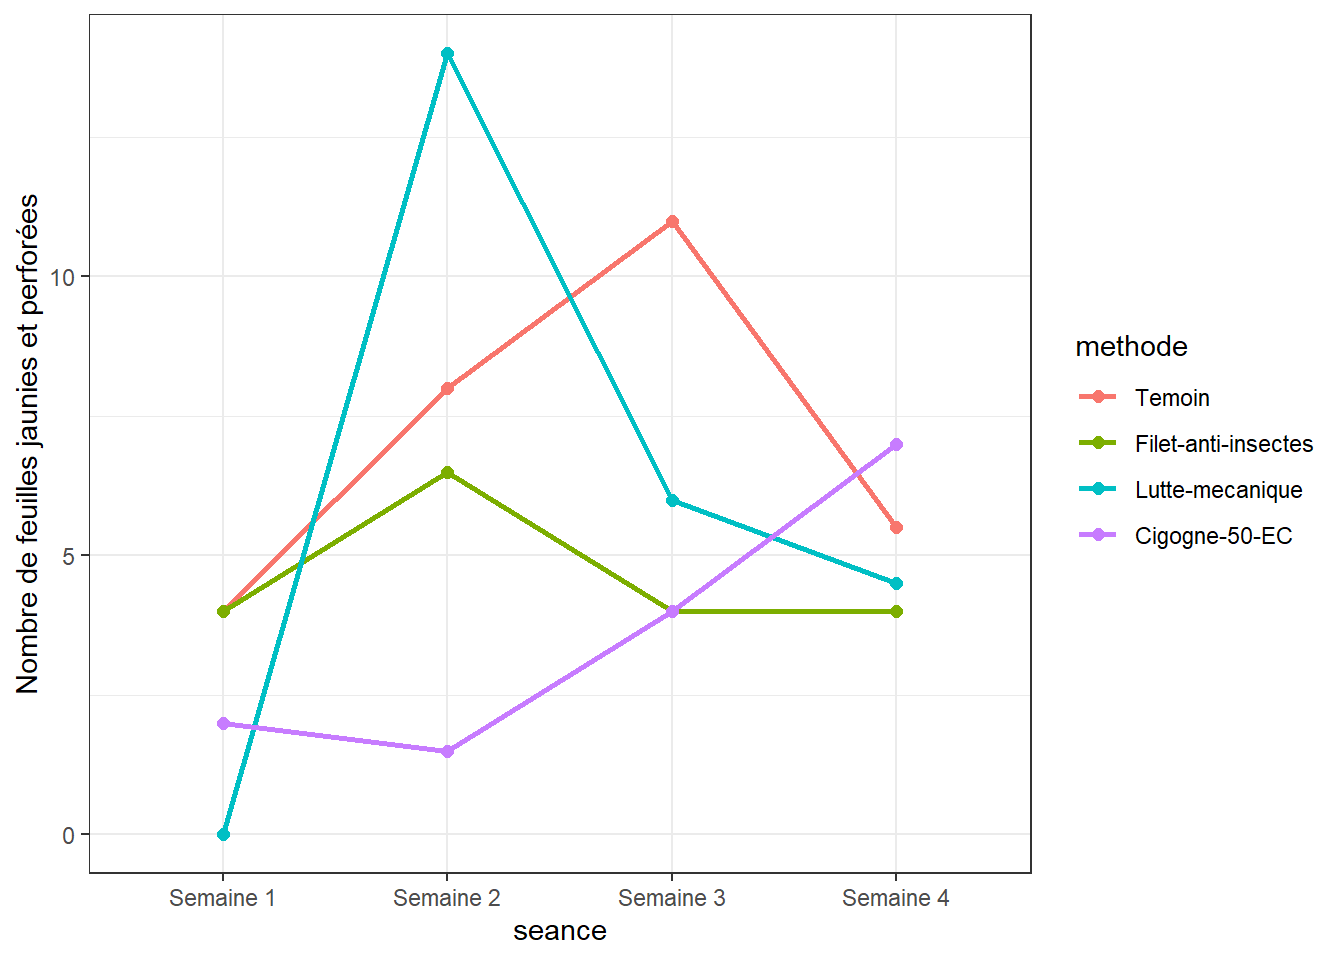 Nombre de feuilles jaunies et perforées
10
5
0
Semaine 1
Semaine 2
Semaine 3
Semaine 4
seance
methode
Temoin
Filet-anti-insectes
Lutte-mecanique
Cigogne-50-EC